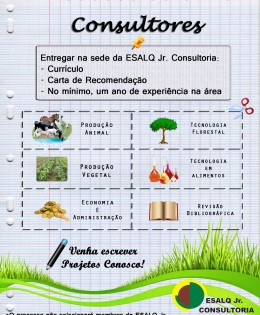 Consultores
Entregar na sede da ESALQ Jr. Consultoria:
- Currículo
- Carta de Recomendação
- No mínimo, um ano de experiência na área
Produção Animal
Tecnologia Florestal
Produção Vegetal
Tecnologia em Alimentos
Economia e Administração
Revisão Bibliográfica
Venha escrever
Projetos Conosco!
ESALQ Jr.
CONSULTORIA